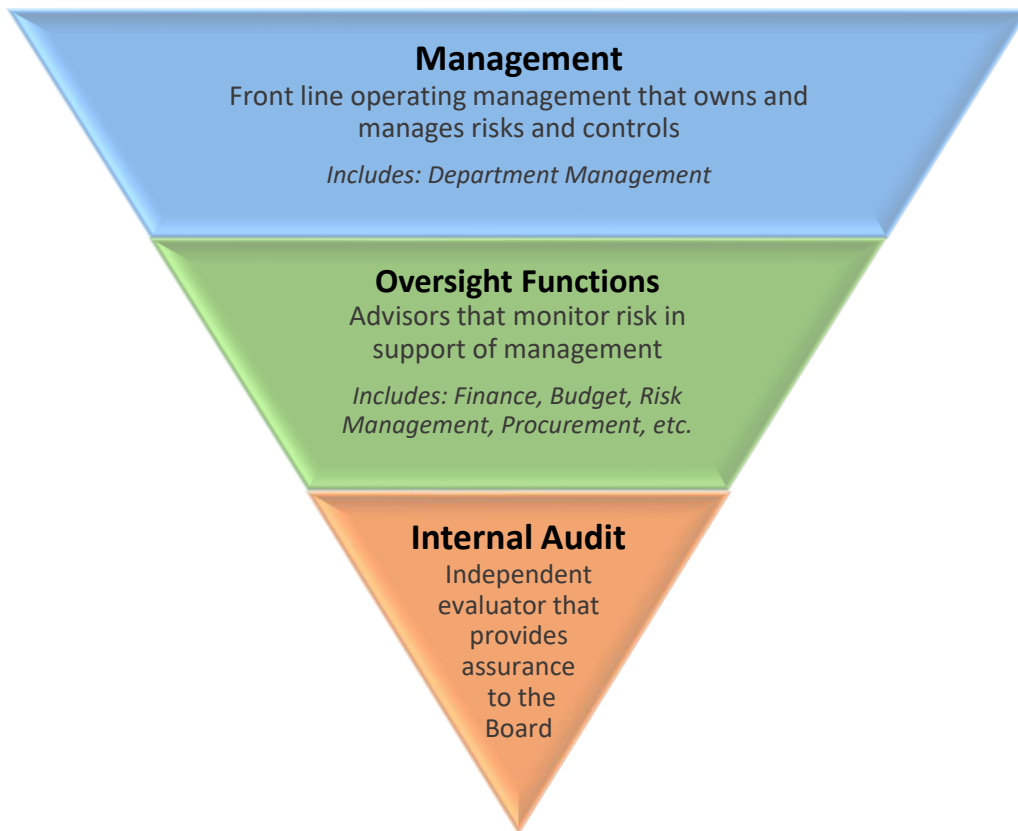 Management
Front line operating management that owns and
manages risks and controls
Includes: Department Management
Oversight Functions
Advisors that monitor risk in
support of management
Includes: Finance, Budget, Risk
Management, Procurement, etc.
Internal Audit
Independent
evaluator that
provides
assurance
to the
Board